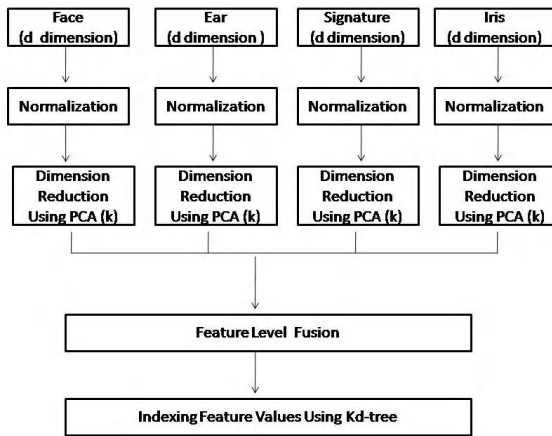 Face
(d dimension)
Ear
(d dimension )
Signature
(d dimension)
Iris
(d dimension)
Normalization
Normalization
Normalization
Normalization
Dimension
Reduction
Using PCA (k)
Dimension
Reduction
Using PCA (k)
Dimension
Reduction
Using PCA (k)
Dimension
Reduction
Using PCA (k)
Feature Level Fusion
Indexing Feature Values Using Kd-tree